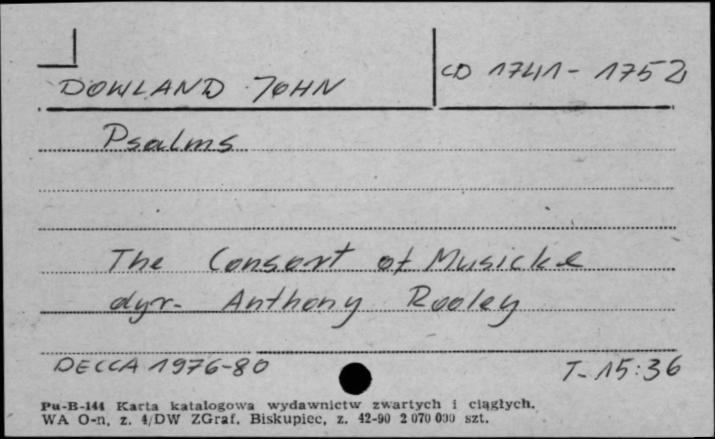 DOWLAND JOHN
CD 1741-1752
Psalms
The Consort of Musicke
dyr. Anthony Rooley
DECCA 1976-80
T-15:36
Pu-B-144 Karta katalogowa wydawnictw zwartych i ciągłych.
WA O-n, z. 4/DW ZGraf. Biskupiec, z. 42-90 2 070 000 szt.